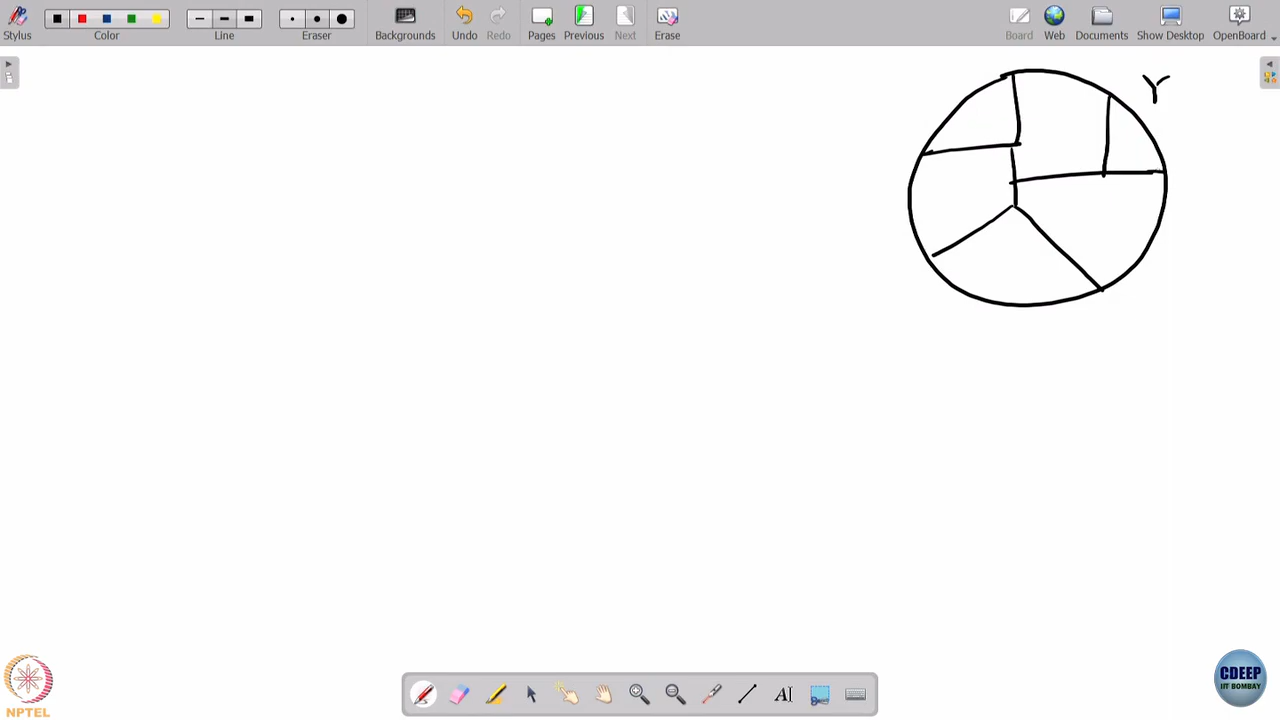 Stylus Color Line Eraser Backgrounds Undo Redo Pages Previous Next Erase Board Web Documents Show Desktop OpenBoard
Y
AI
NPTEL
CDEEP
IIT BOMBAY